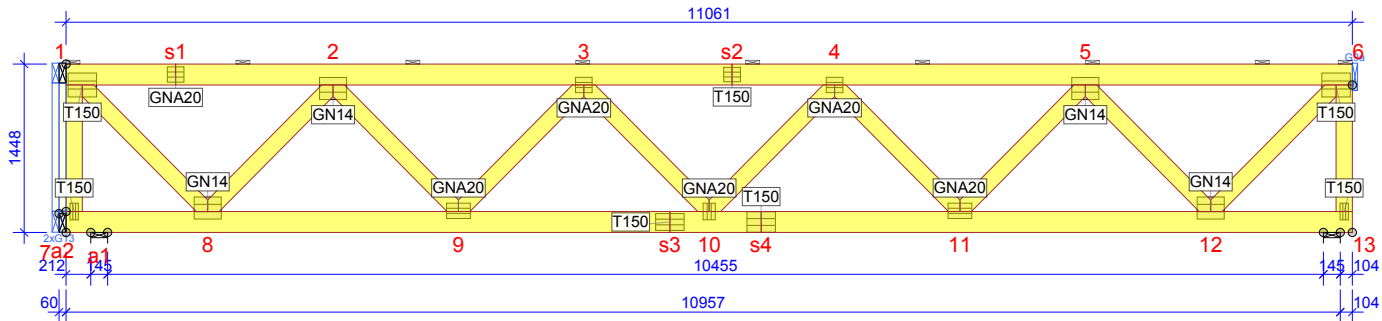 11061
1 s1 2 3 s2 4 5 6
GNA20 T150
T150 GN14 GNA20 GNA20 GN14 T150
1448
T150 GN14 GNA20 T150 GNA20 T150 GNA20 GN14 T150
2xG13
7a2 a1 8 9 s3 10 s4 11 12 13
212 145 10455 145 104
60 10957 104